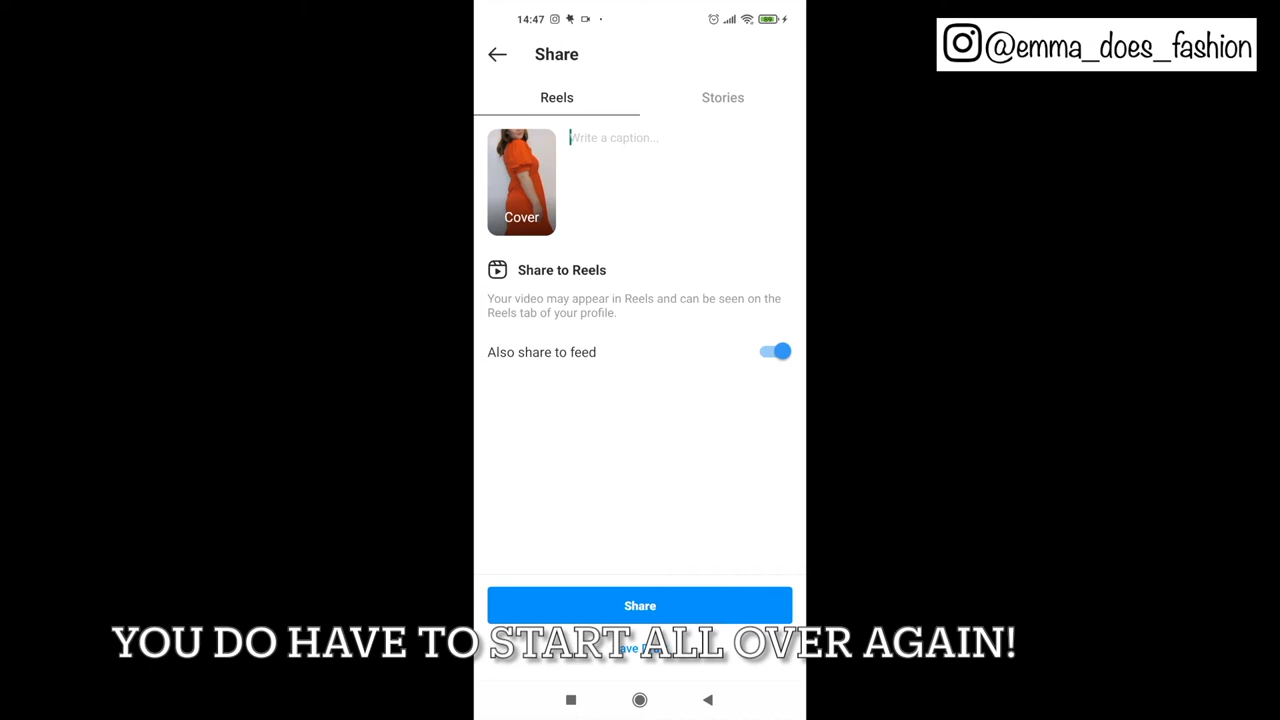 14:47
89
@emma_does_fashion
Share
Reels
Stories
Write a caption...
Cover
Share to Reels
Your video may appear in Reels and can be seen on the
Reels tab of your profile.
Also share to feed
Share
YOU DO HAVE TO START ALL OVER AGAIN!